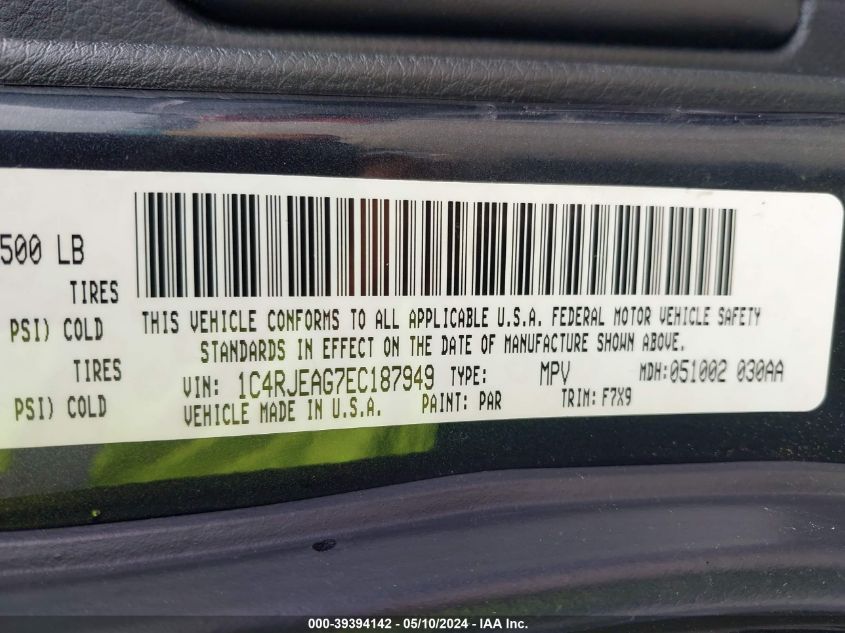 500 LB
TIRES
PSI) COLD
TIRES
PSI) COLD
THIS VEHICLE CONFORMS TO ALL APPLICABLE U.S.A. FEDERAL MOTOR VEHICLE SAFETY
STANDARDS IN EFFECT ON THE DATE OF MANUFACTURE SHOWN ABOVE.
VIN: 1C4RJEAG7EC187949 TYPE: MPV MDH:051002 030AA
VEHICLE MADE IN U.S.A. PAINT: PAR TRIM: F7X9
000-39394142 — 05/10/2024 — IAA Inc.